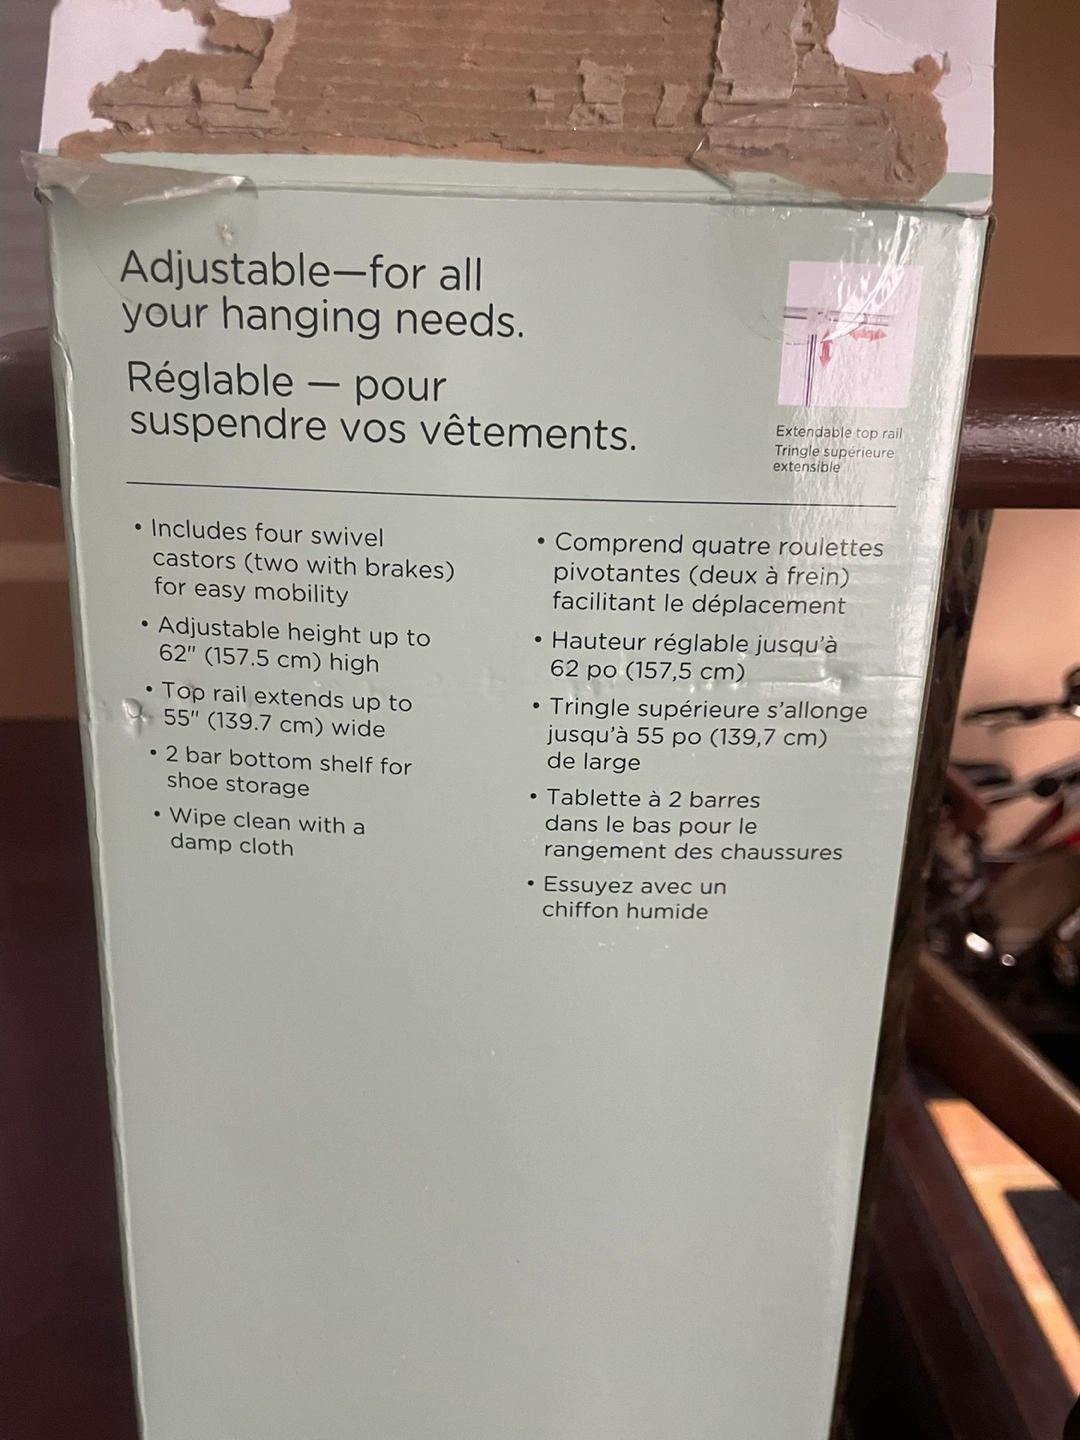 Adjustable—for all
your hanging needs.
Réglable — pour
suspendre vos vêtements.
Extendable top rail
Tringle supérieure
extensible
• Includes four swivel
castors (two with brakes)
for easy mobility
• Adjustable height up to
62" (157.5 cm) high
• Top rail extends up to
55" (139.7 cm) wide
• 2 bar bottom shelf for
shoe storage
• Wipe clean with a
damp cloth
• Comprend quatre roulettes
pivotantes (deux à frein)
facilitant le déplacement
• Hauteur réglable jusqu'à
62 po (157,5 cm)
• Tringle supérieure s'allonge
jusqu'à 55 po (139,7 cm)
de large
• Tablette à 2 barres
dans le bas pour le
rangement des chaussures
• Essuyez avec un
chiffon humide